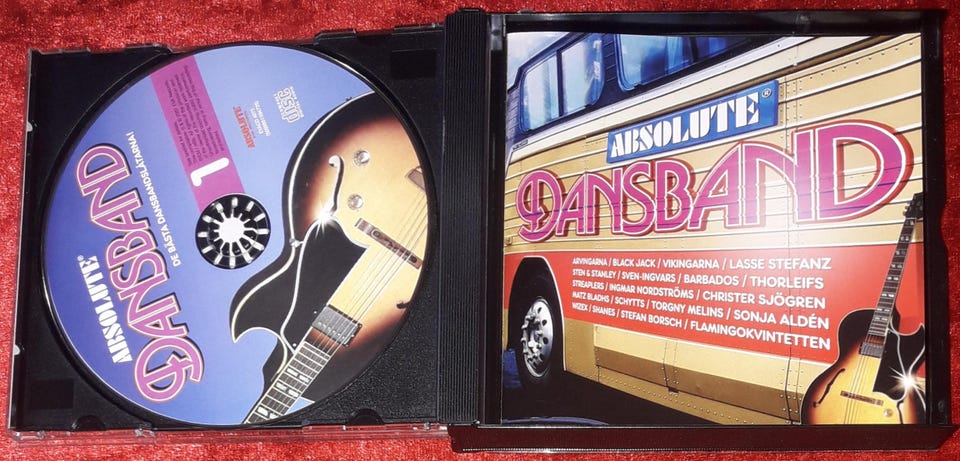 ABSOLUTE®
DANSBAND
DE BÄSTA DANSBANDSLÅTARNA!
1
ABSOLUTE
ABSOLUTE®
DANSBAND
ARVINGARNA / BLACK JACK / VIKINGARNA / LASSE STEFANZ
STEN & STANLEY / SVEN-INGVARS / BARBADOS / THORLEIFS
STREAPLERS / INGMAR NORDSTRÖMS / CHRISTER SJÖGREN
MATZ BLADHS / SCHYTTS / TORGNY MELINS / SONJA ALDÉN
WIZEX / SHANES / STEFAN BORSCH / FLAMINGOKVINTETTEN